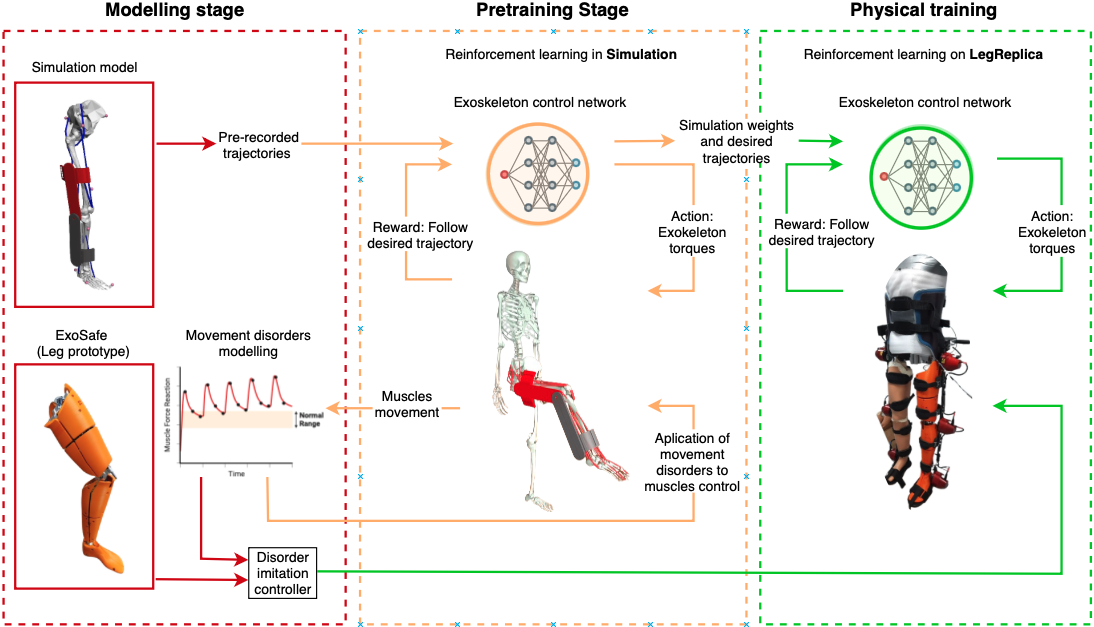 Modelling stage
Pretraining Stage
Physical training
Reinforcement learning in Simulation
Reinforcement learning on LegReplica
Simulation model
Exoskeleton control network
Exoskeleton control network
Pre-recorded
trajectories
Simulation weights
and desired
trajectories
Reward: Follow
desired trajectory
Action:
Exokeleton
torques
Reward: Follow
desired trajectory
Action:
Exokeleton
torques
ExoSafe
(Leg prototype)
Movement disorders
modelling
Muscle Force Reaction
Normal
Range
Time
Muscles
movement
Aplication of
movement
disorders to
muscles control
Disorder
imitation
controller